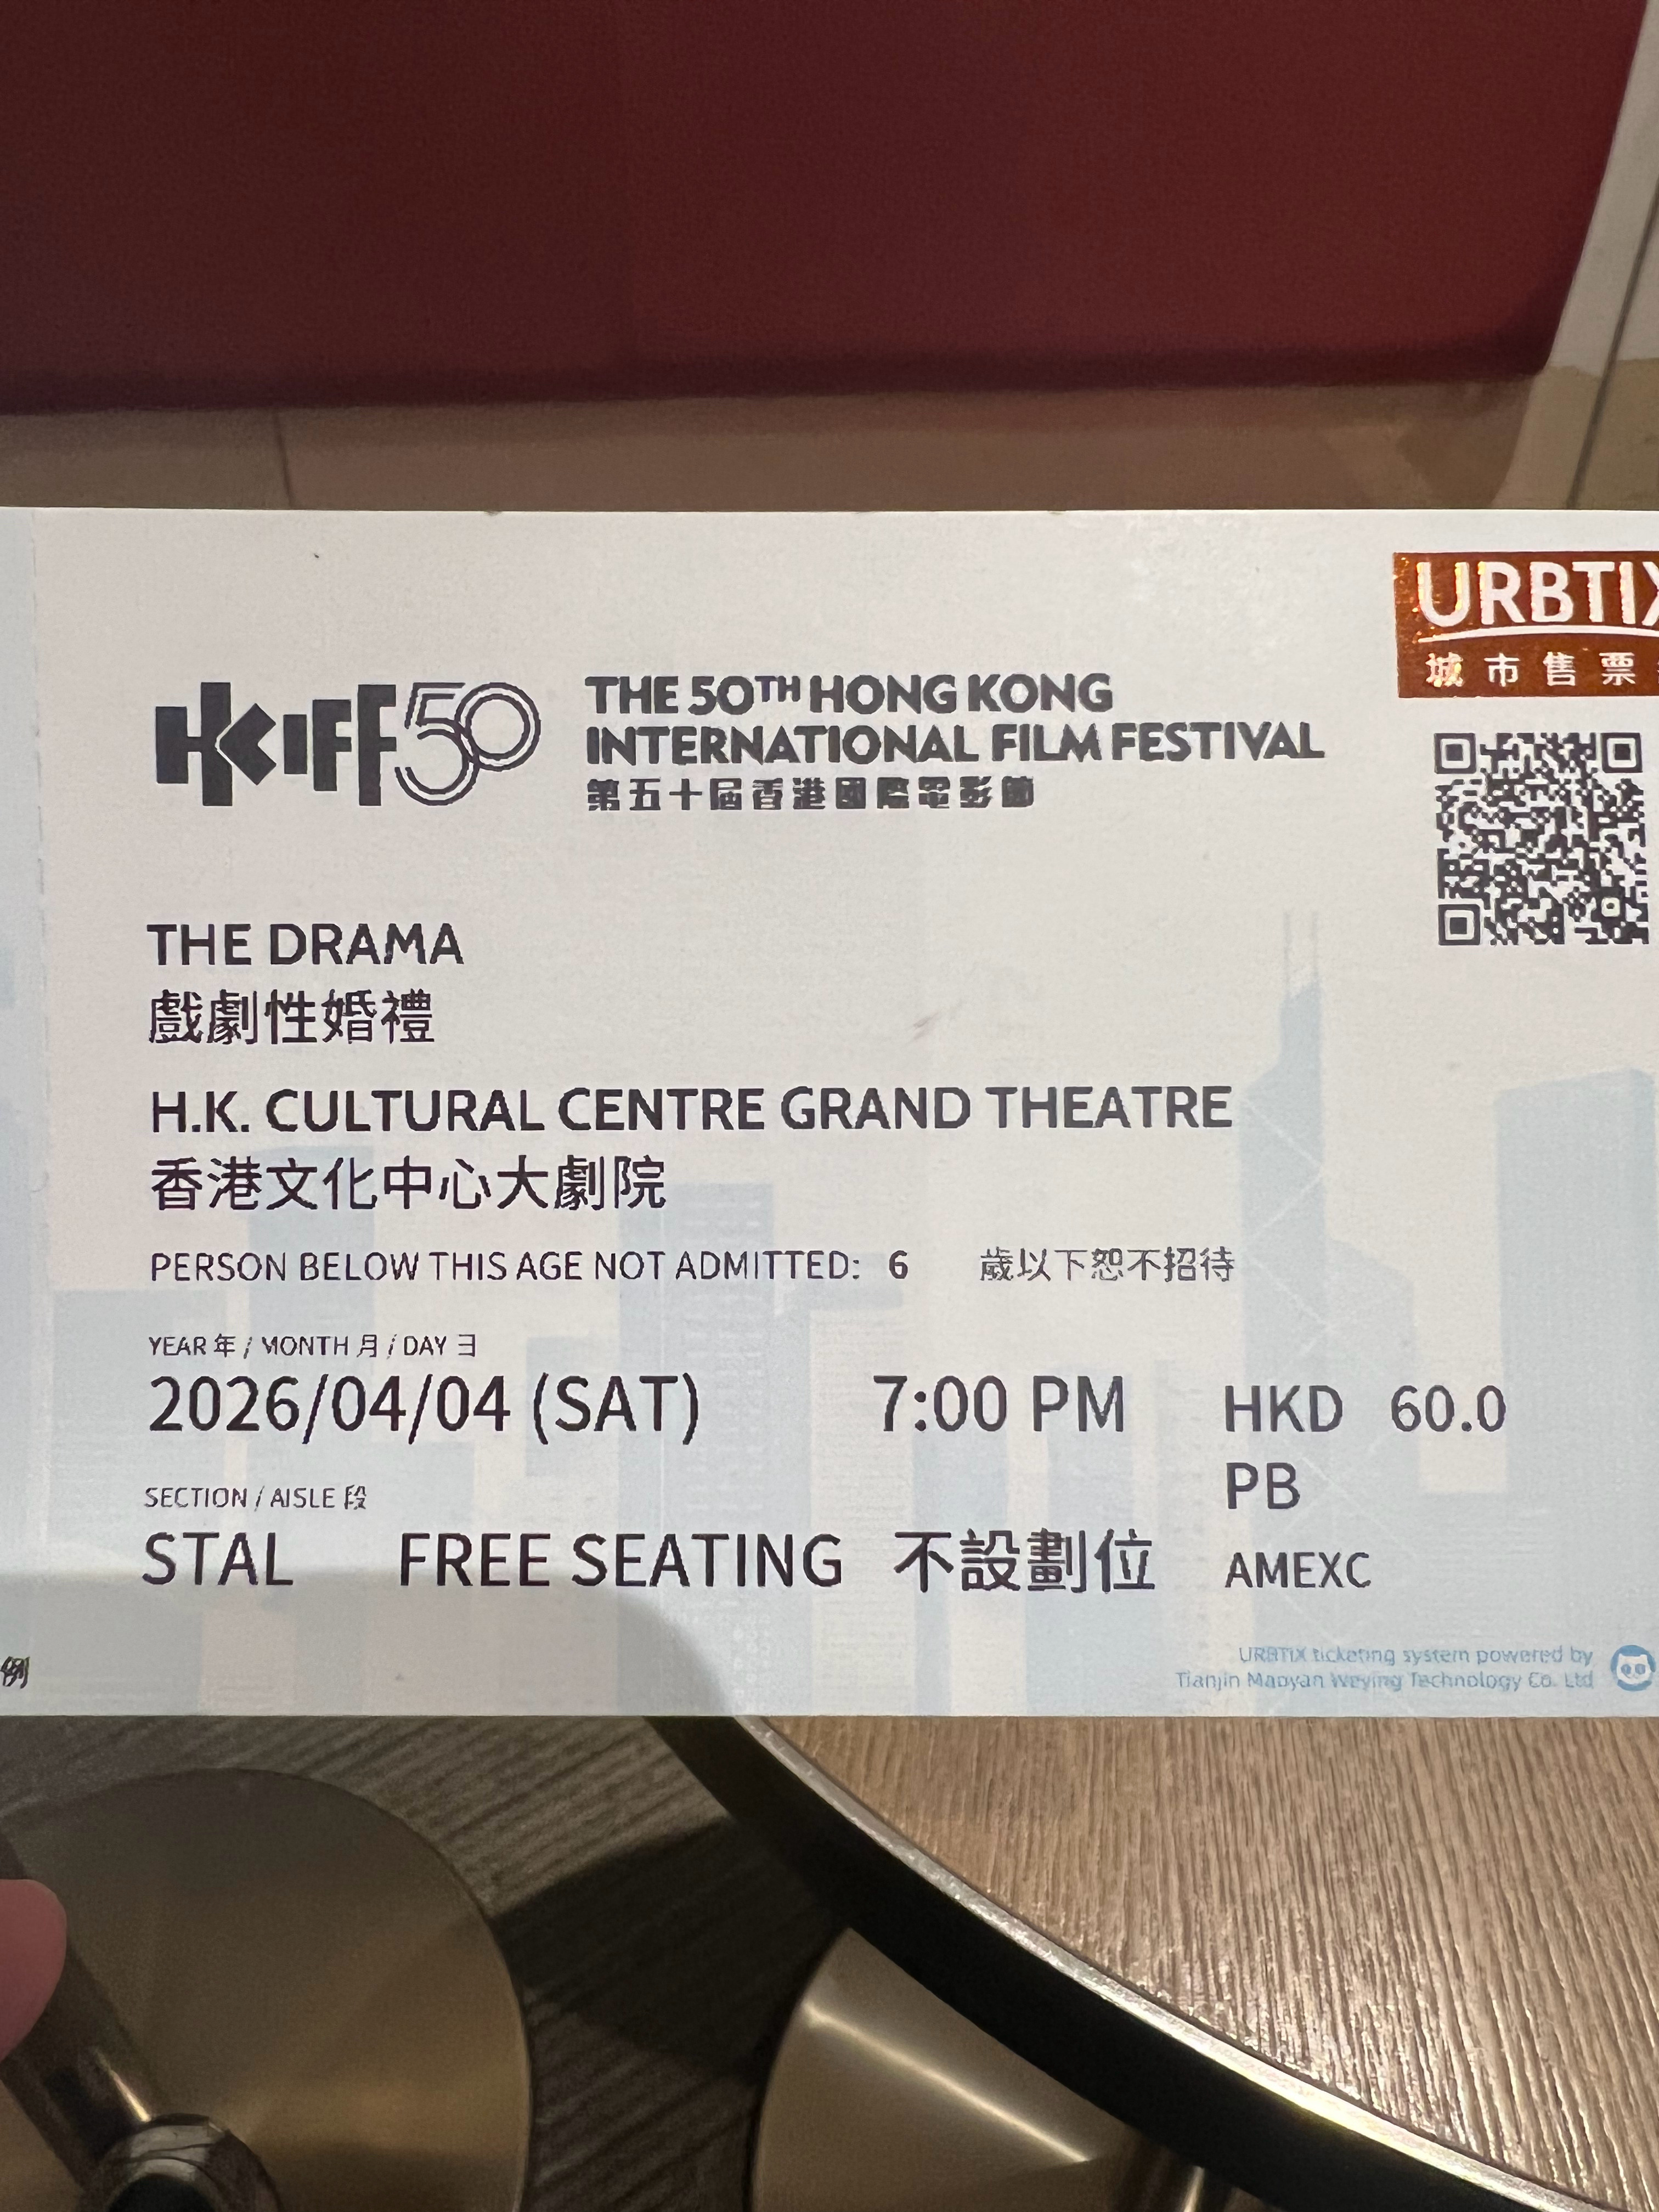 URBTIX
城市售票
HKIFF50
THE 50TH HONG KONG
INTERNATIONAL FILM FESTIVAL
第五十屆香港國際電影節
THE DRAMA
戲劇性婚禮
H.K. CULTURAL CENTRE GRAND THEATRE
香港文化中心大劇院
PERSON BELOW THIS AGE NOT ADMITTED: 6 歲以下恕不招待
YEAR 年 / MONTH 月 / DAY 日
2026/04/04 (SAT) 7:00 PM HKD 60.0
PB
SECTION / AISLE 段
STAL FREE SEATING 不設劃位 AMEXC
例
URBTIX ticketing system powered by
Tianjin Maoyan Weying Technology Co. Ltd